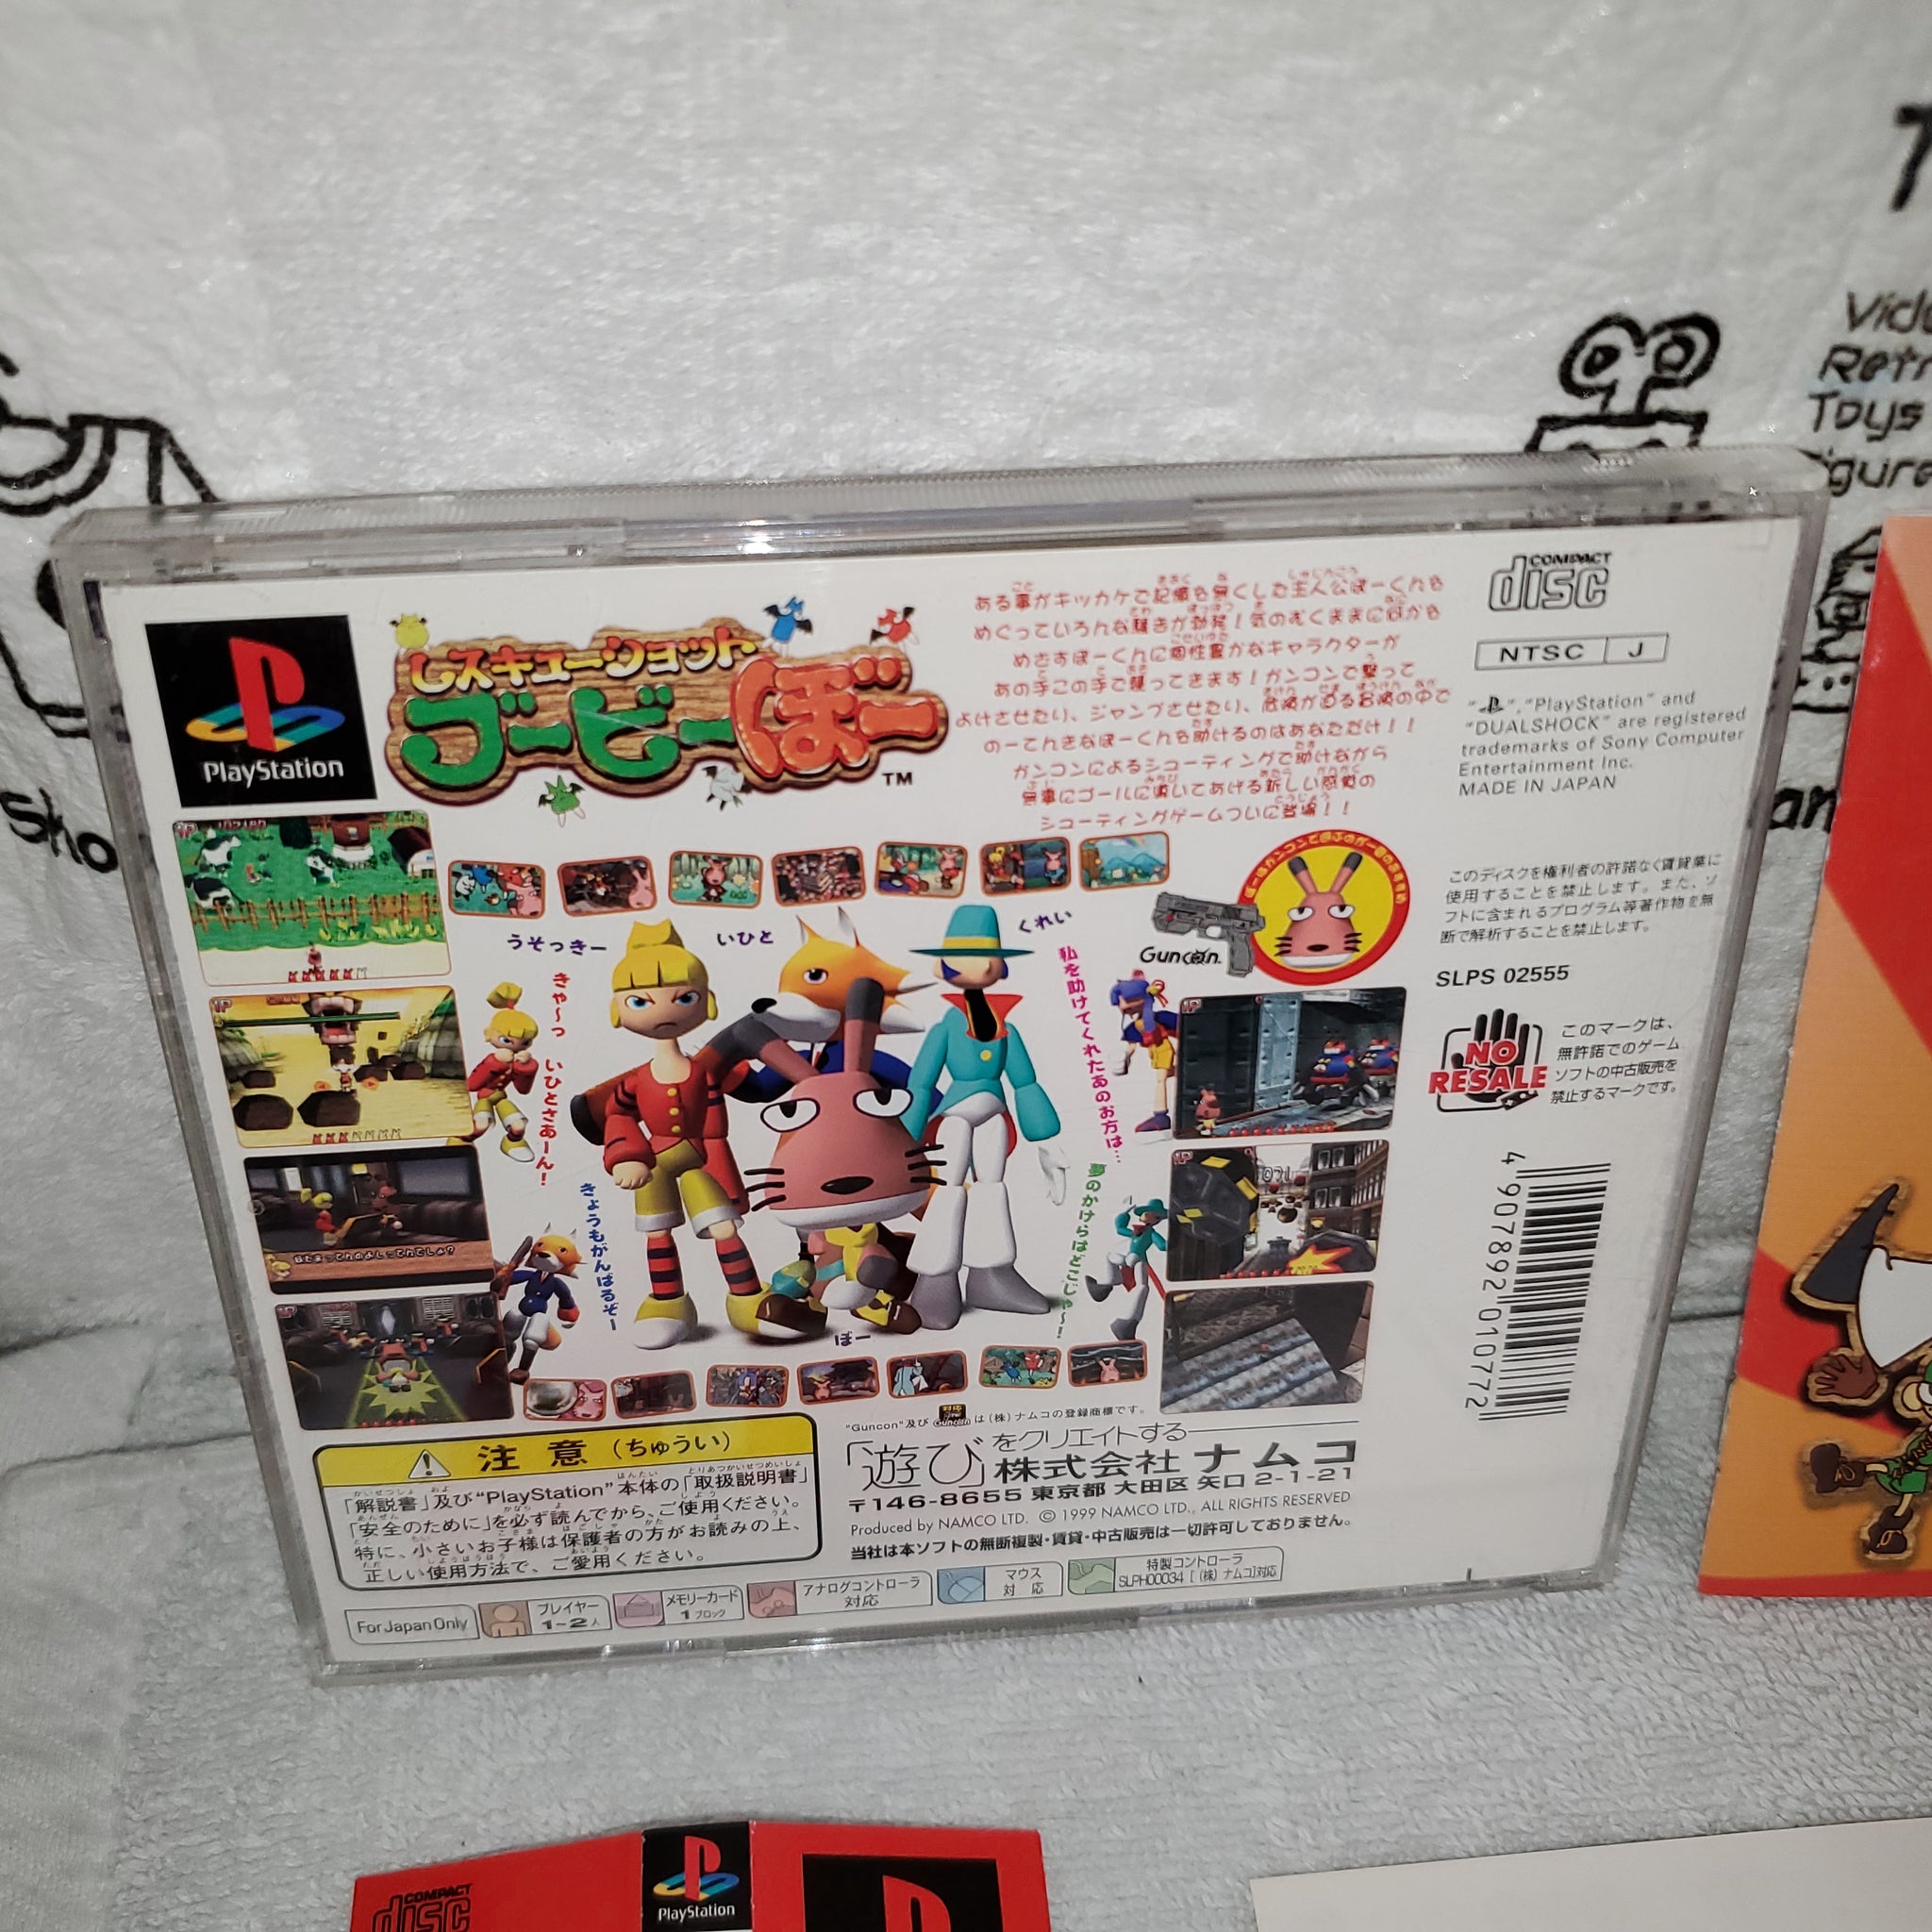 Retr
Toys
PlayStation
レスキューショット
ゴービーぼー
TM
ある事がキッカケで記憶を無くした主人公ぼーくんを
めぐっていろんな騒きが勃発！気のむくままにはかを
めざすぼーくんに個性豊かなキャラクターが
あの手この手で襲ってきます！ガンコンで撃って
よけさせたり、ジャンプさせたり、危険が迫る冒険の中で
のーてんきなぼーくんを助けるのはあなただけ！！
ガンコンによるシューティングで助けながら
無事にゴールに導いてあげる新しい感覚の
シューティングゲームついに登場！！
COMPACT
disc
NTSC J
" ", "PlayStation" and
"DUALSHOCK" are registered
trademarks of Sony Computer
Entertainment Inc.
MADE IN JAPAN
このディスクを権利者の許諾なく賃貸業に
使用することを禁止します。また、ソ
フトに含まれるプログラム等著作物を無
断で解析することを禁止します。
SLPS 02555
NO
RESALE
このマークは、
無許諾でのゲーム
ソフトの中古販売を
禁止するマークです。
4 907892 010772
うそっきー
いひと
くれい
Guncon
きゃ〜っ
いひとさあーん！
きょうもがんばるぞー
私を助けてくれたあのお方は…
夢のかけらはどこじゃ〜！
ぼー
1P
"Guncon"及び は(株)ナムコの登録商標です。
「遊び」をクリエイトする
株式会社ナムコ
〒146-8655 東京都 大田区 矢口 2-1-21
Produced by NAMCO LTD. © 1999 NAMCO LTD., ALL RIGHTS RESERVED
当社は本ソフトの無断複製・賃貸・中古販売は一切許可しておりません。
注意（ちゅうい）
「解説書」及び"PlayStation"本体の「取扱説明書」
「安全のために」を必ず読んでから、ご使用ください。
特に、小さいお子様は保護者の方がお読みの上、
正しい使用方法で、ご愛用ください。
For Japan Only
プレイヤー
1~2人
メモリーカード
1ブロック
アナログコントローラ
対応
マウス
対応
特製コントローラ
SLPH00034 [(株)ナムコ]対応
COMPACT
disc
PlayStation